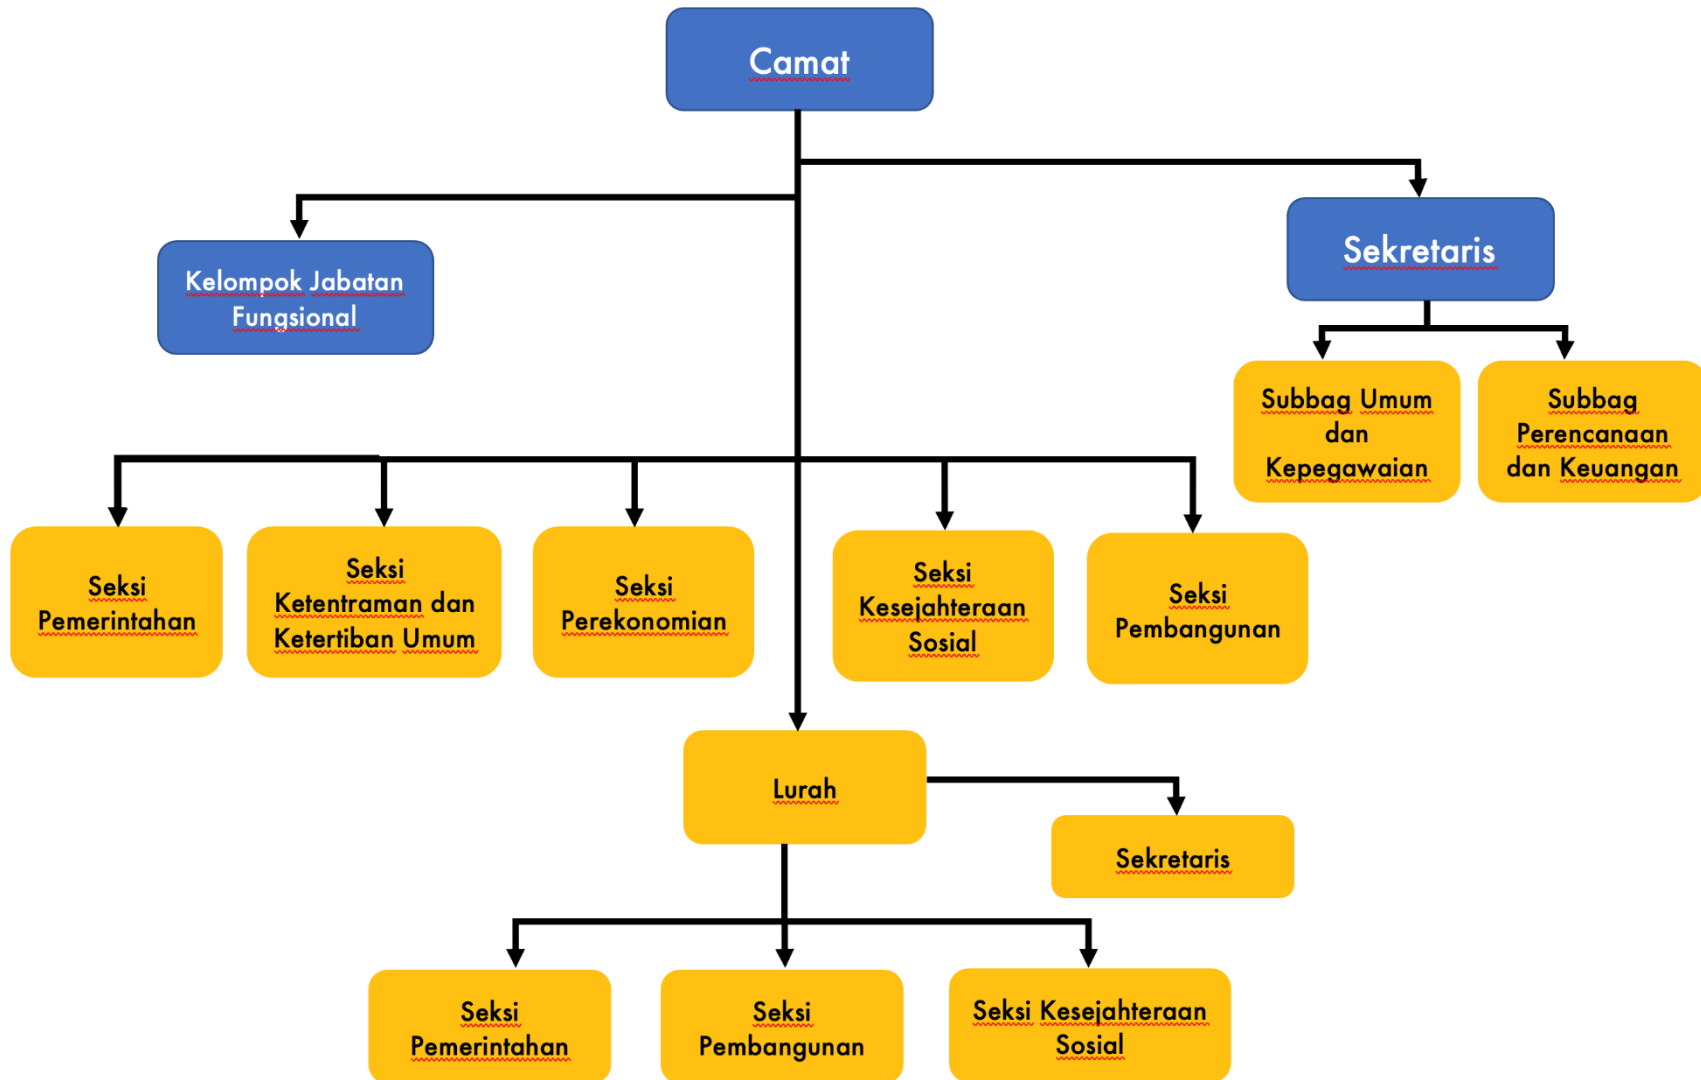 Camat
Sekretaris
Kelompok Jabatan
Fungsional
Subbag Umum
dan
Kepegawaian
Subbag
Perencanaan
dan Keuangan
Seksi
Pemerintahan
Seksi
Ketentraman dan
Ketertiban Umum
Seksi
Perekonomian
Seksi
Kesejahteraan
Sosial
Seksi
Pembangunan
Lurah
Sekretaris
Seksi
Pemerintahan
Seksi
Pembangunan
Seksi Kesejahteraan
Sosial